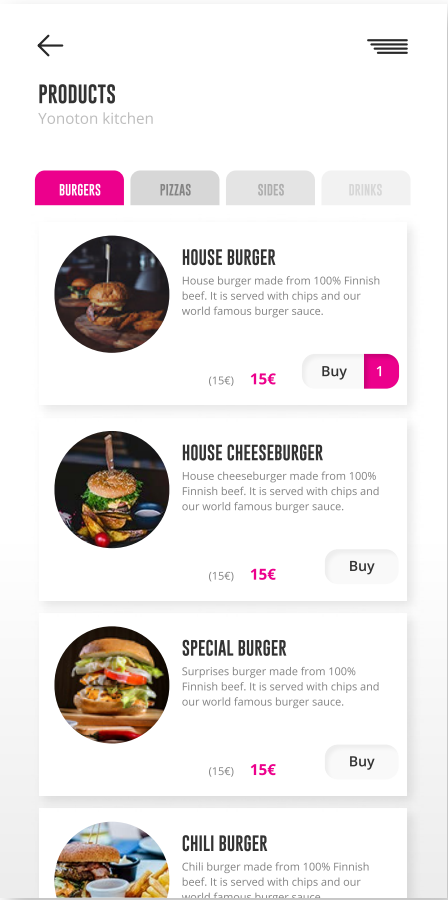 PRODUCTS
Yonoton kitchen
BURGERS
PIZZAS
SIDES
DRINKS
HOUSE BURGER
House burger made from 100% Finnish
beef. It is served with chips and our
world famous burger sauce.
(15€) 15€ Buy 1
HOUSE CHEESEBURGER
House cheeseburger made from 100%
Finnish beef. It is served with chips and
our world famous burger sauce.
(15€) 15€ Buy
SPECIAL BURGER
Surprises burger made from 100%
Finnish beef. It is served with chips and
our world famous burger sauce.
(15€) 15€ Buy
CHILI BURGER
Chili burger made from 100% Finnish
beef. It is served with chips and our
world famous burger sauce.